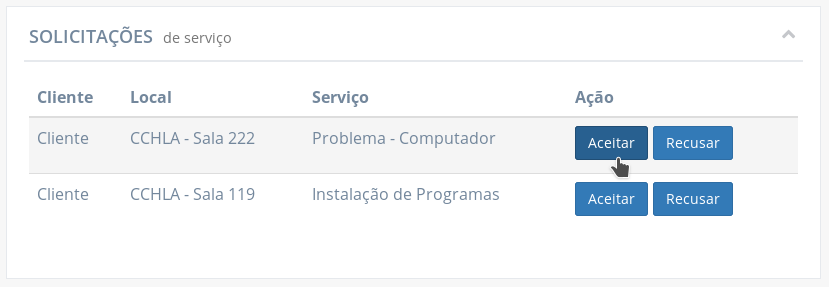 SOLICITAÇÕES de serviço
Cliente Local Serviço Ação
Cliente CCHLA - Sala 222 Problema - Computador Aceitar Recusar
Cliente CCHLA - Sala 119 Instalação de Programas Aceitar Recusar